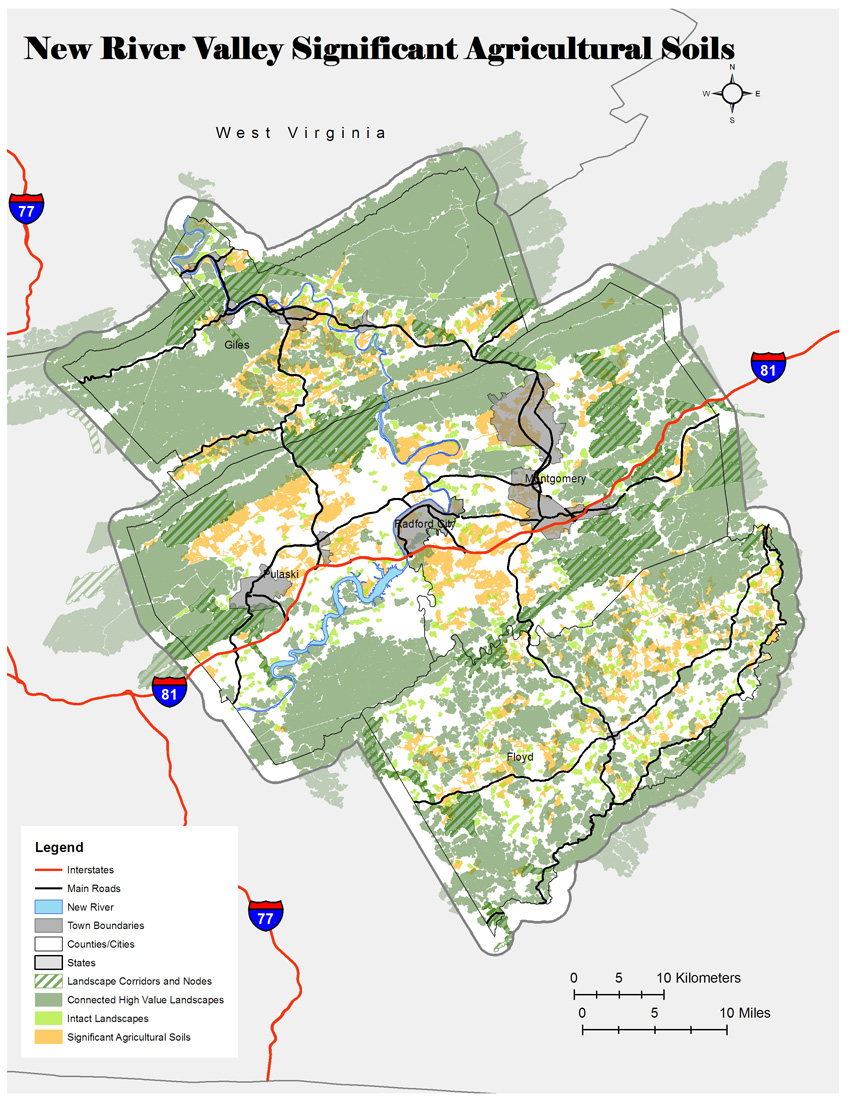 New River Valley Significant Agricultural Soils
N
W E
S
West Virginia
77
Giles
81
Montgomery
Radford City
Pulaski
81
Floyd
77
Legend
Interstates
Main Roads
New River
Town Boundaries
Counties/Cities
States
Landscape Corridors and Nodes
Connected High Value Landscapes
Intact Landscapes
Significant Agricultural Soils
0 5 10 Kilometers
0 5 10 Miles